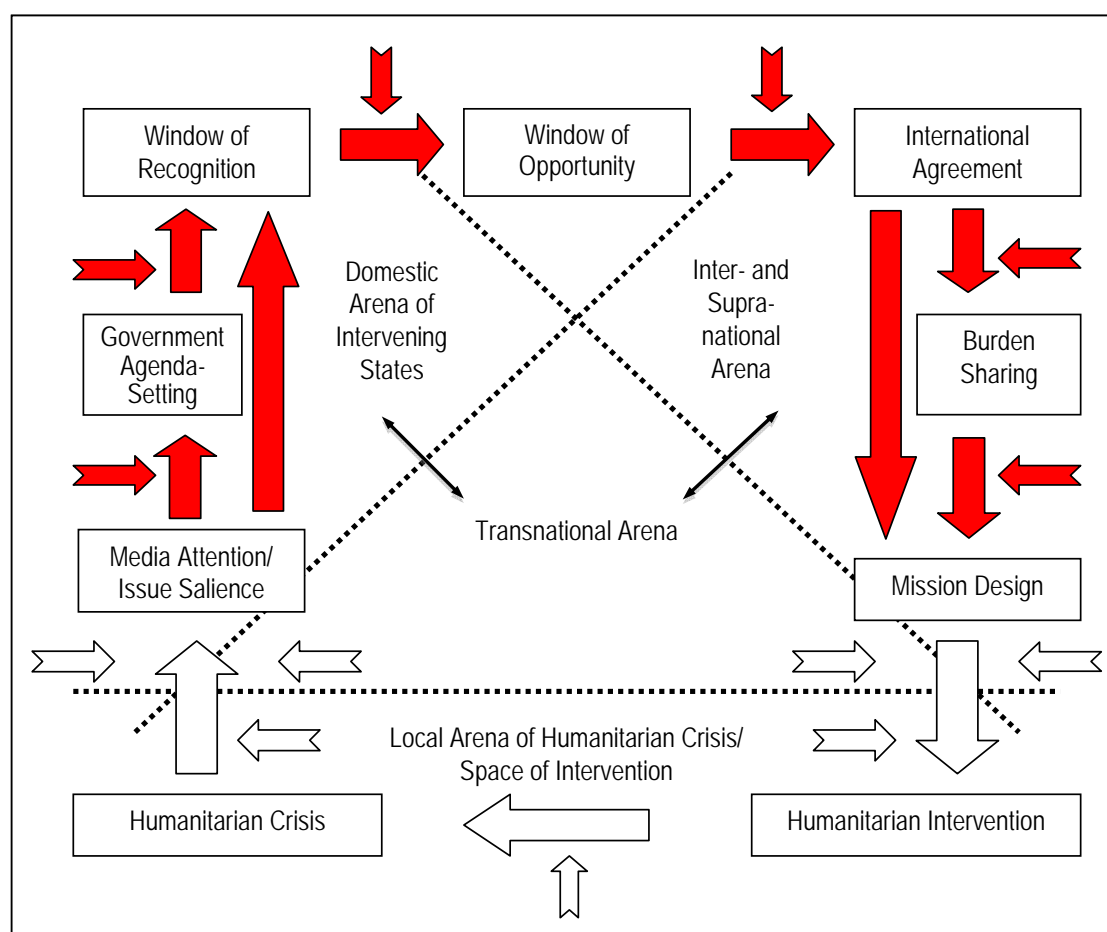 Window of
Recognition
Window of
Opportunity
International
Agreement
Domestic
Arena of
Intervening
States
Inter- and
Supra-
national
Arena
Government
Agenda-
Setting
Burden
Sharing
Transnational Arena
Media Attention/
Issue Salience
Mission Design
Local Arena of Humanitarian Crisis/
Space of Intervention
Humanitarian Crisis
Humanitarian Intervention